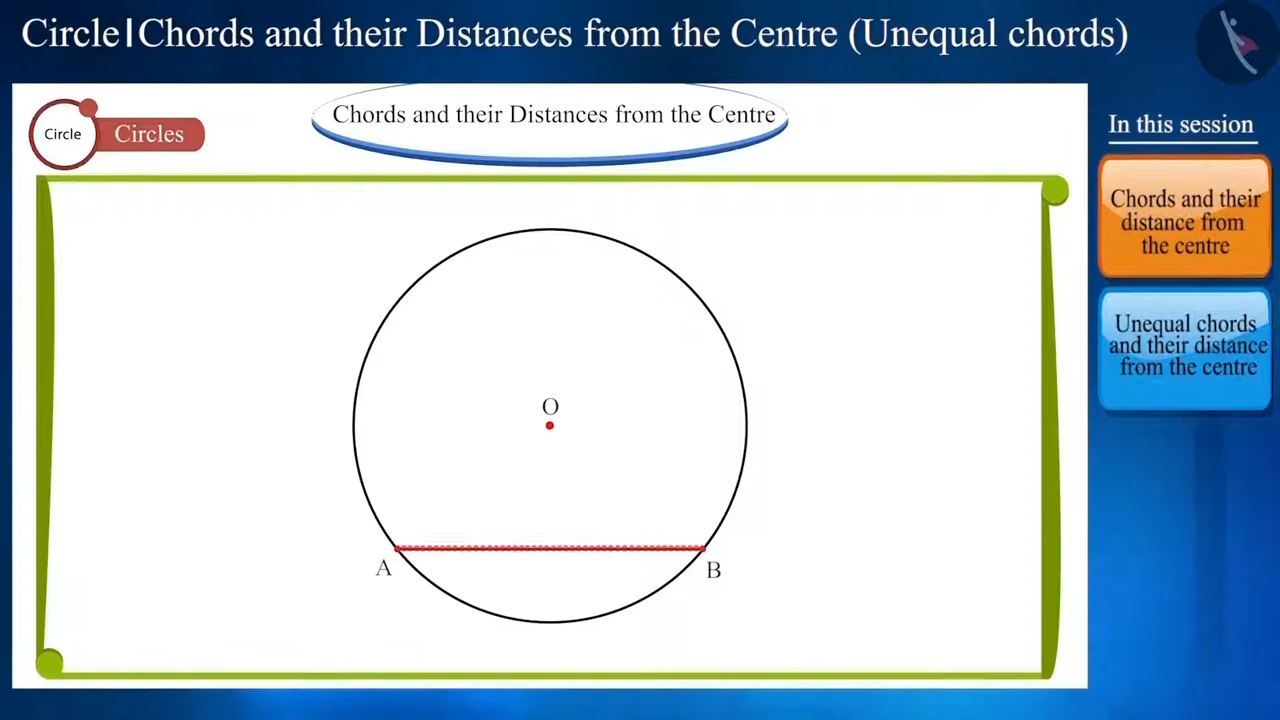 Circle|Chords and their Distances from the Centre (Unequal chords)
Circle
Circles
Chords and their Distances from the Centre
In this session
Chords and their
distance from
the centre
Unequal chords
and their distance
from the centre
O
A
B